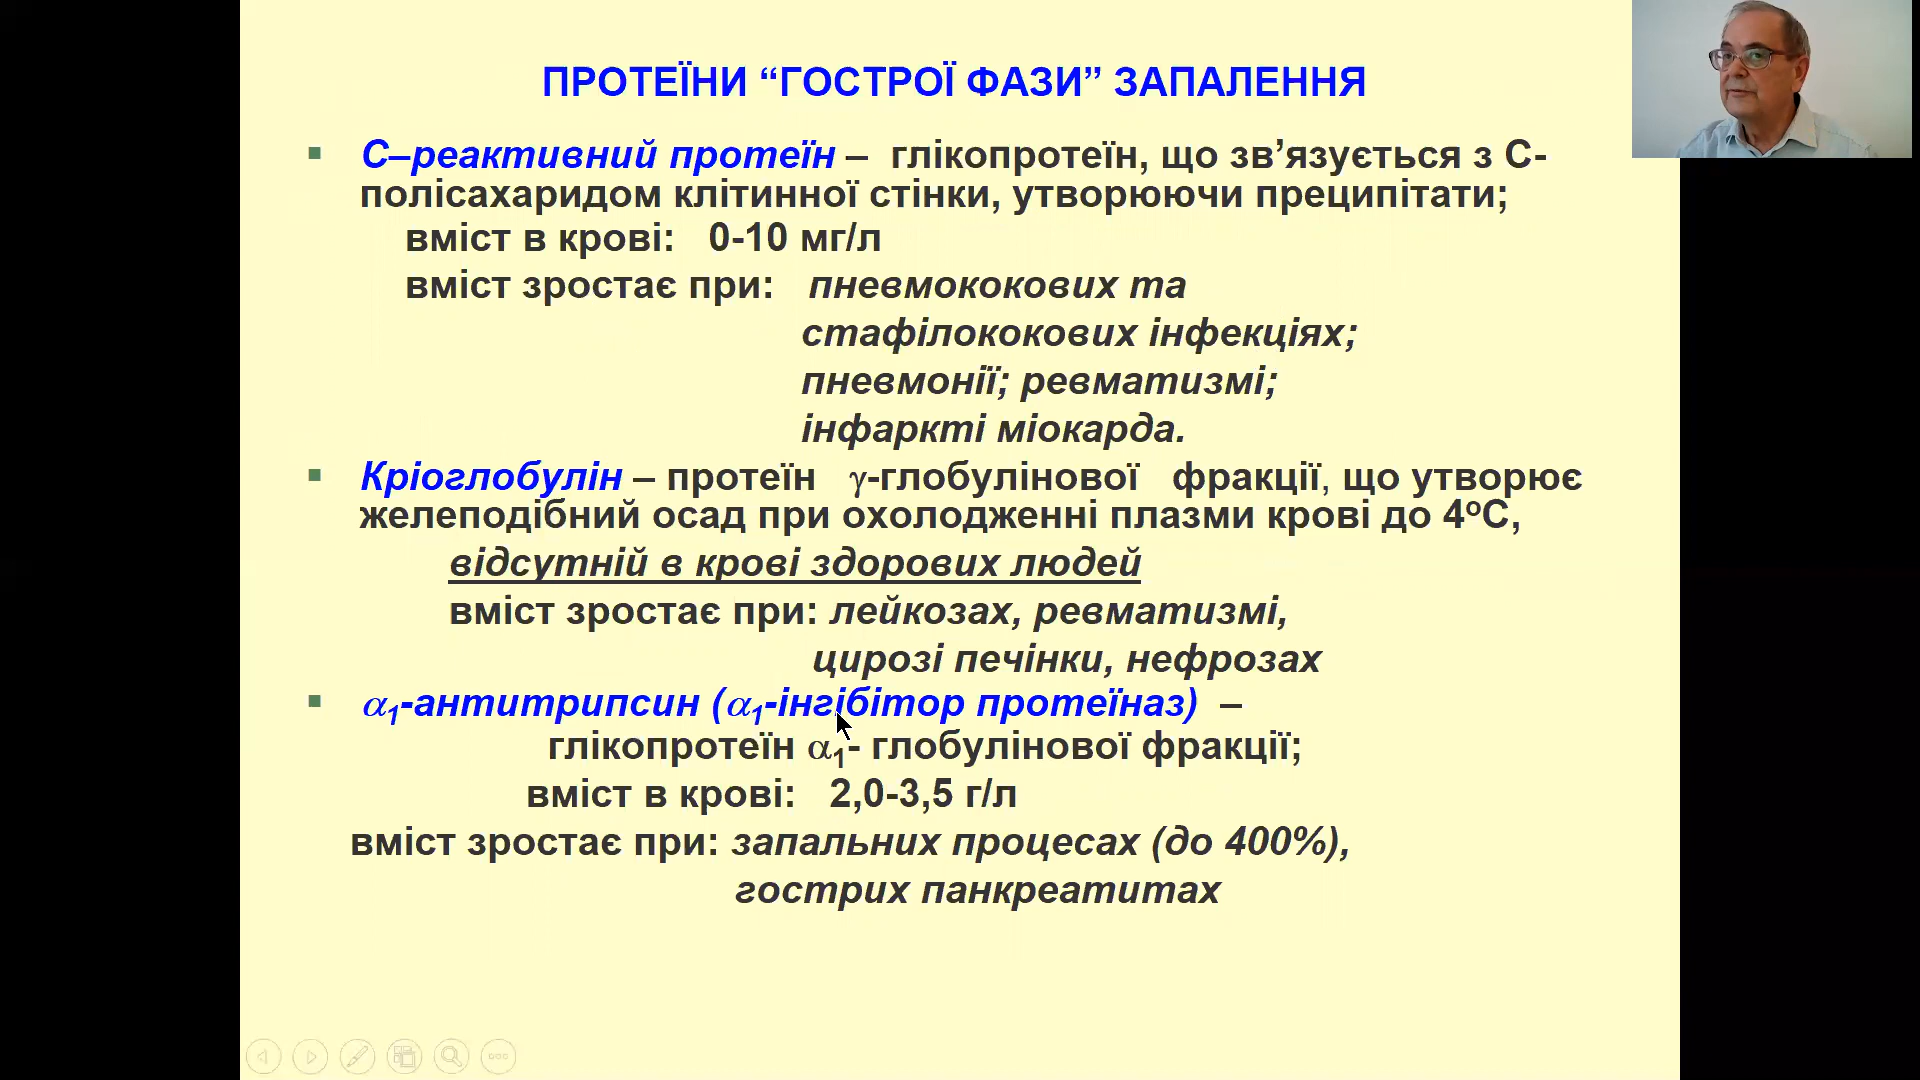 ПРОТЕЇНИ “ГОСТРОЇ ФАЗИ” ЗАПАЛЕННЯ
▪ С–реактивний протеїн – глікопротеїн, що зв’язується з С-
полісахаридом клітинної стінки, утворюючи преципітати;
вміст в крові: 0-10 мг/л
вміст зростає при: пневмококових та
стафілококових інфекціях;
пневмонії; ревматизмі;
інфаркті міокарда.
▪ Кріоглобулін – протеїн γ-глобулінової фракції, що утворює
желеподібний осад при охолодженні плазми крові до 4ºС,
відсутній в крові здорових людей
вміст зростає при: лейкозах, ревматизмі,
цирозі печінки, нефрозах
▪ α1-антитрипсин (α1-інгібітор протеїназ) –
глікопротеїн α1- глобулінової фракції;
вміст в крові: 2,0-3,5 г/л
вміст зростає при: запальних процесах (до 400%),
гострих панкреатитах